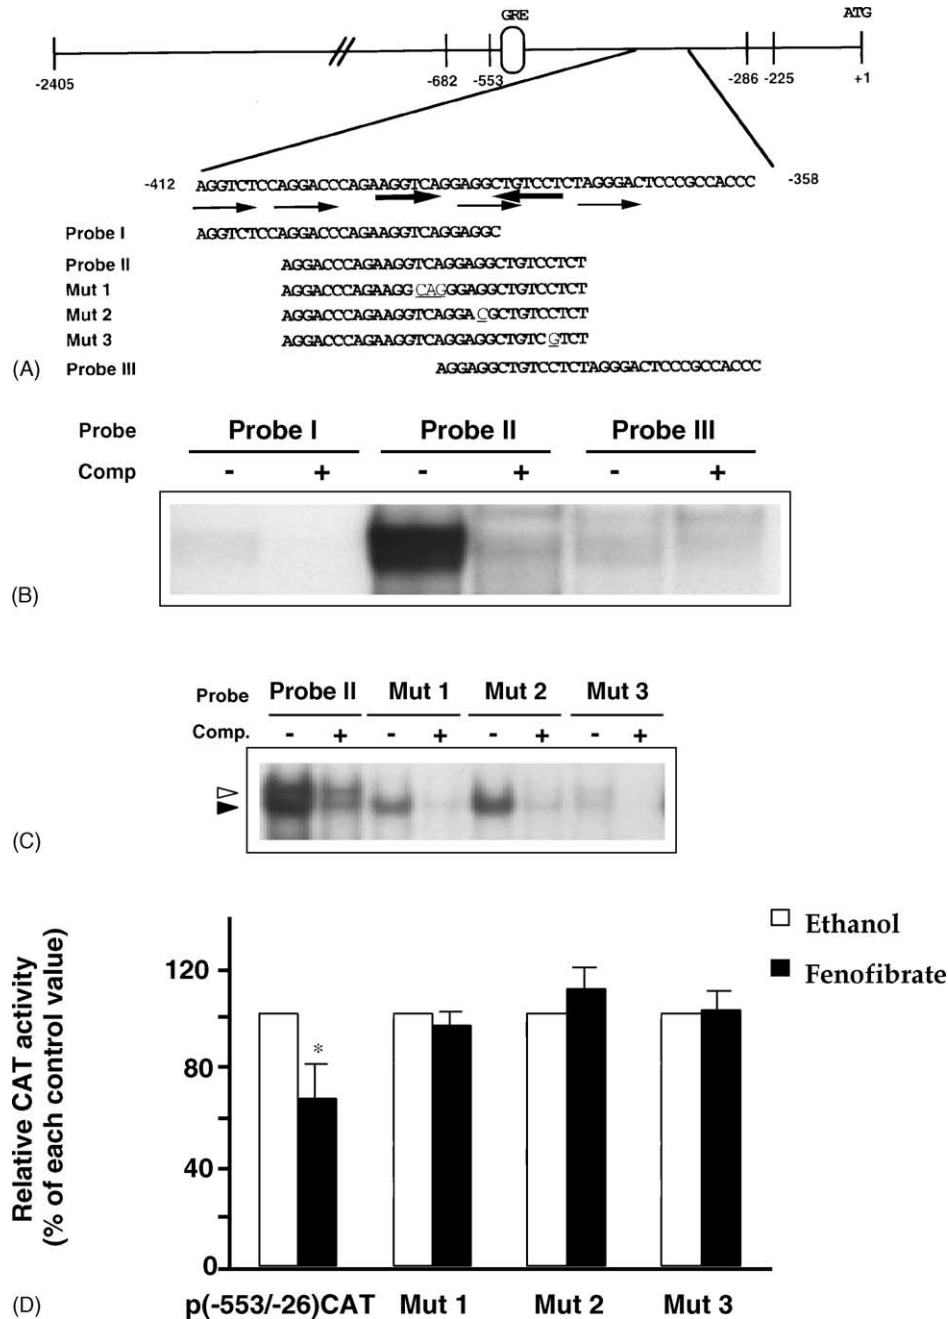 GRE ATG
-2405 -682 -553 -286 -225 +1
-412 AGGTCTCCAGGACCCAGAAGGTCAGGAGGCTGTCCTCTAGGGACTCCCGCCACCC -358
Probe I AGGTCTCCAGGACCCAGAAGGTCAGGAGGC
Probe II AGGACCCAGAAGGTCAGGAGGCTGTCCTCT
Mut 1 AGGACCCAGAAGGCAGGGAGGCTGTCCTCT
Mut 2 AGGACCCAGAAGGTCAGGACGCTGTCCTCT
Mut 3 AGGACCCAGAAGGTCAGGAGGCTGTCGTCT
(A) Probe III AGGAGGCTGTCCTCTAGGGACTCCCGCCACCC
Probe Probe I Probe II Probe III
Comp - + - + - +
(B)
Probe Probe II Mut 1 Mut 2 Mut 3
Comp. - + - + - + - +
(C)
Relative CAT activity
(% of each control value)
120
80
40
0
Ethanol
Fenofibrate
*
(D) p(-553/-26)CAT Mut 1 Mut 2 Mut 3